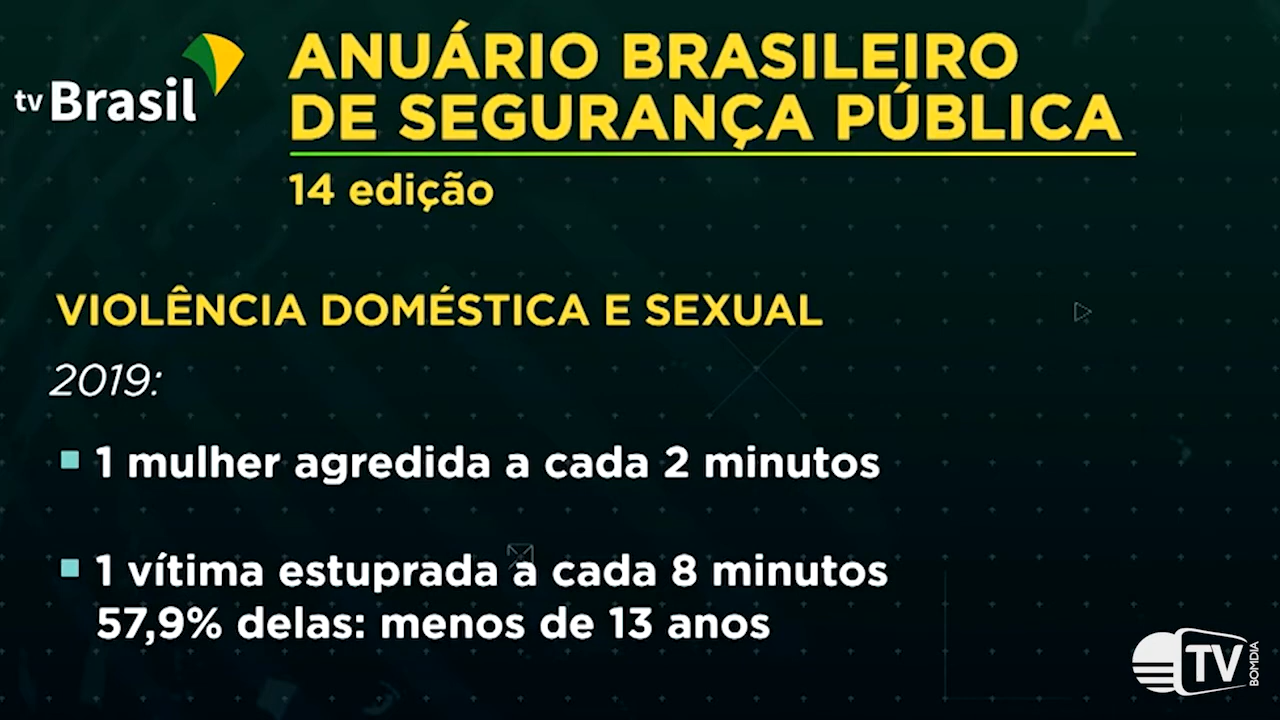 tv Brasil
ANUÁRIO BRASILEIRO
DE SEGURANÇA PÚBLICA
14 edição
VIOLÊNCIA DOMÉSTICA E SEXUAL
2019:
1 mulher agredida a cada 2 minutos
1 vítima estuprada a cada 8 minutos
57,9% delas: menos de 13 anos
TV
BOMDIA